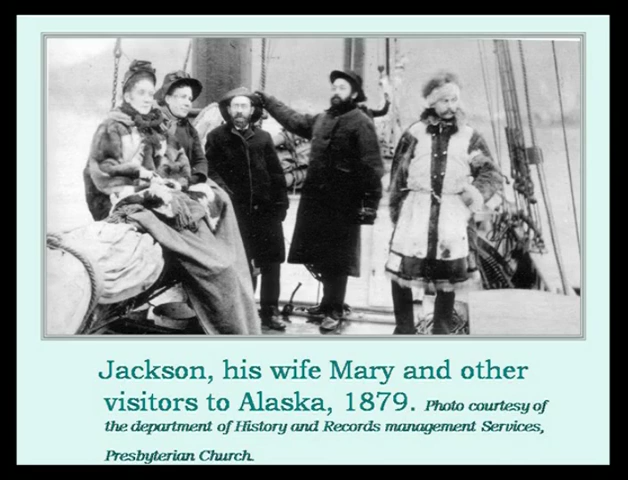 Jackson, his wife Mary and other
visitors to Alaska, 1879. Photo courtesy of
the department of History and Records management Services,
Presbyterian Church.